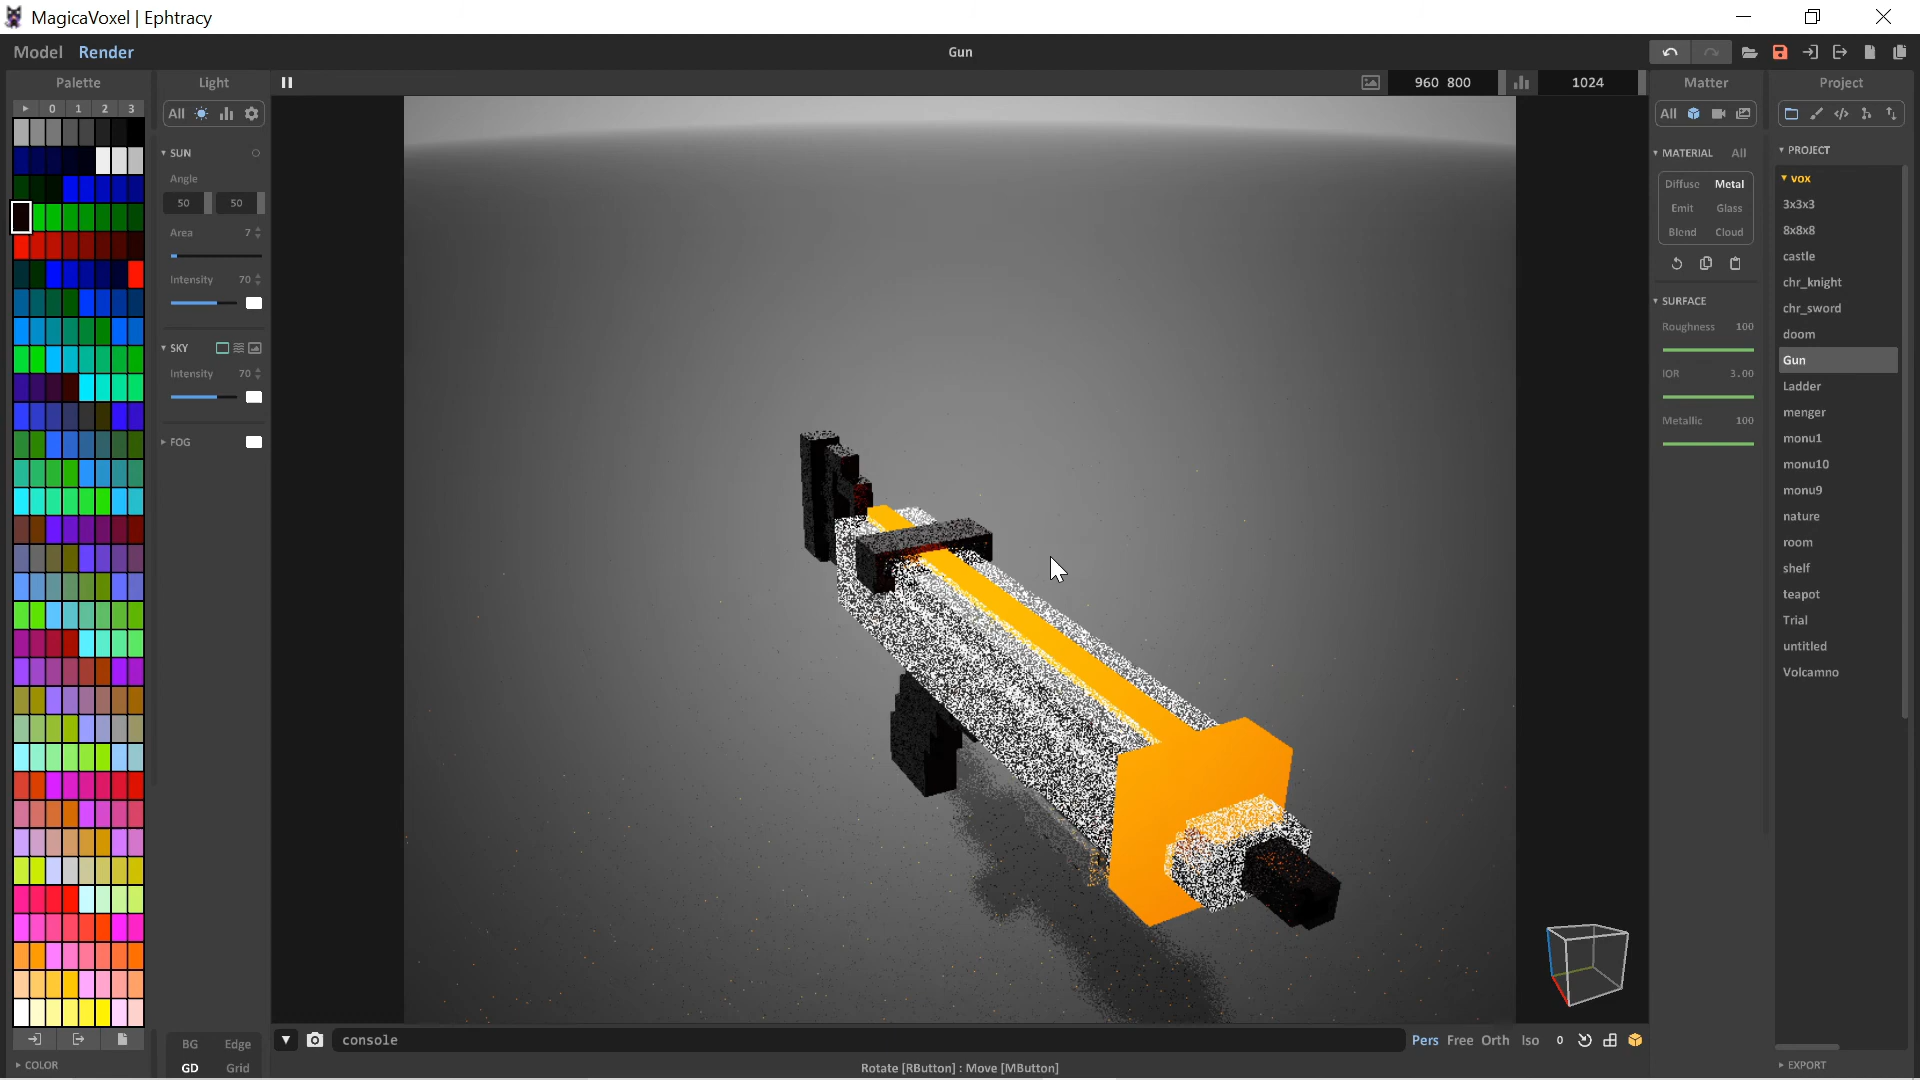 MagicaVoxel | Ephtracy
Model Render
Gun
Palette
Light
960 800
1024
Matter
Project
0 1 2 3
All
All
SUN
MATERIAL All
PROJECT
Angle
50 50
Diffuse Metal
Emit Glass
Blend Cloud
vox
3x3x3
8x8x8
castle
chr_knight
chr_sword
doom
Gun
Ladder
menger
monu1
monu10
monu9
nature
room
shelf
teapot
Trial
untitled
Volcamno
Area 7
Intensity 70
SURFACE
Roughness 100
IOR 3.00
Metallic 100
SKY
Intensity 70
FOG
BG Edge
GD Grid
console
Pers Free Orth Iso 0
COLOR
Rotate [RButton] : Move [MButton]
EXPORT